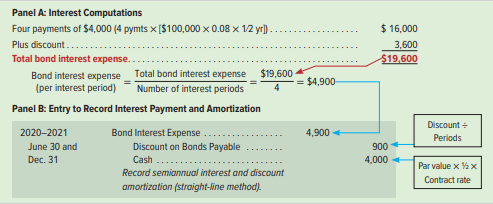 Panel A: Interest Computations
Four payments of $4,000 (4 pymts × [$100,000 × 0.08 × 1/2 yr]) . . . . . . . . . . . . . . . . . . . . $ 16,000
Plus discount . . . . . . . . . . . . . . . . . . . . . . . . . . . . . . . . . . . . . . . . . . . . . . . . . . . . . . . . . . . . . . . . 3,600
Total bond interest expense. . . . . . . . . . . . . . . . . . . . . . . . . . . . . . . . . . . . . . . . . . . . . . . . . . . $19,600
Bond interest expense = Total bond interest expense = $19,600 = $4,900
(per interest period) Number of interest periods 4
Panel B: Entry to Record Interest Payment and Amortization
2020–2021 Bond Interest Expense . . . . . . . . . . . . . . . . 4,900
June 30 and Discount on Bonds Payable . . . . . . . . 900
Dec. 31 Cash . . . . . . . . . . . . . . . . . . . . . . . . . . . . . 4,000
Record semiannual interest and discount
amortization (straight-line method).
Discount ÷
Periods
Par value × ½ ×
Contract rate